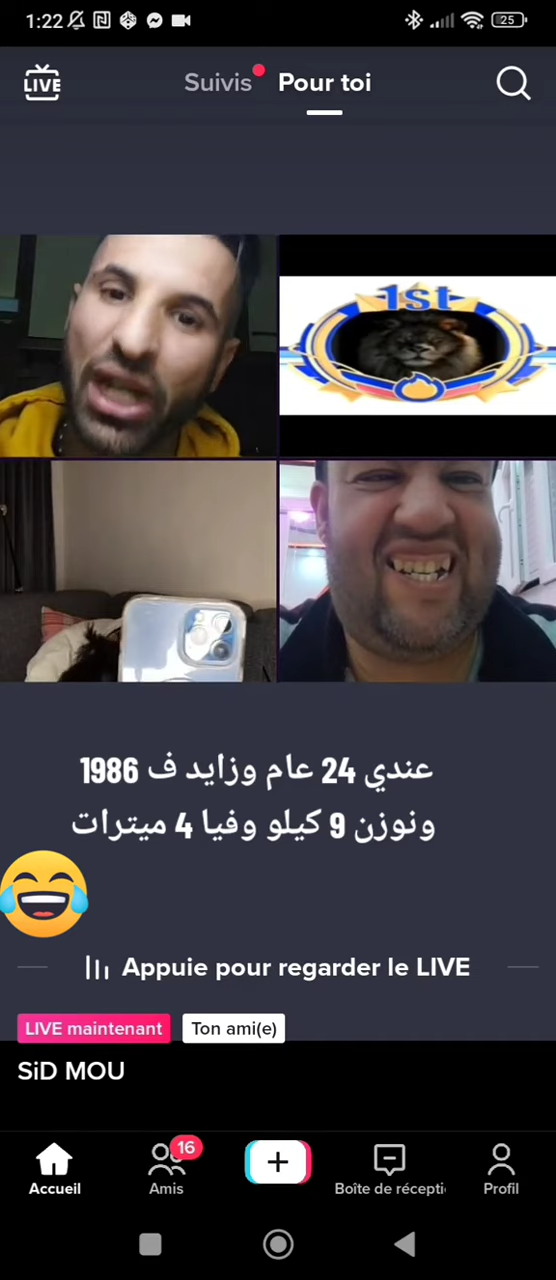 1:22
25
LIVE
Suivis
Pour toi
1st
عندي 24 عام وزايد ف 1986
ونوزن 9 كيلو وفيا 4 ميترات
Appuie pour regarder le LIVE
LIVE maintenant
Ton ami(e)
SiD MOU
16
Accueil
Amis
Boîte de récepti
Profil